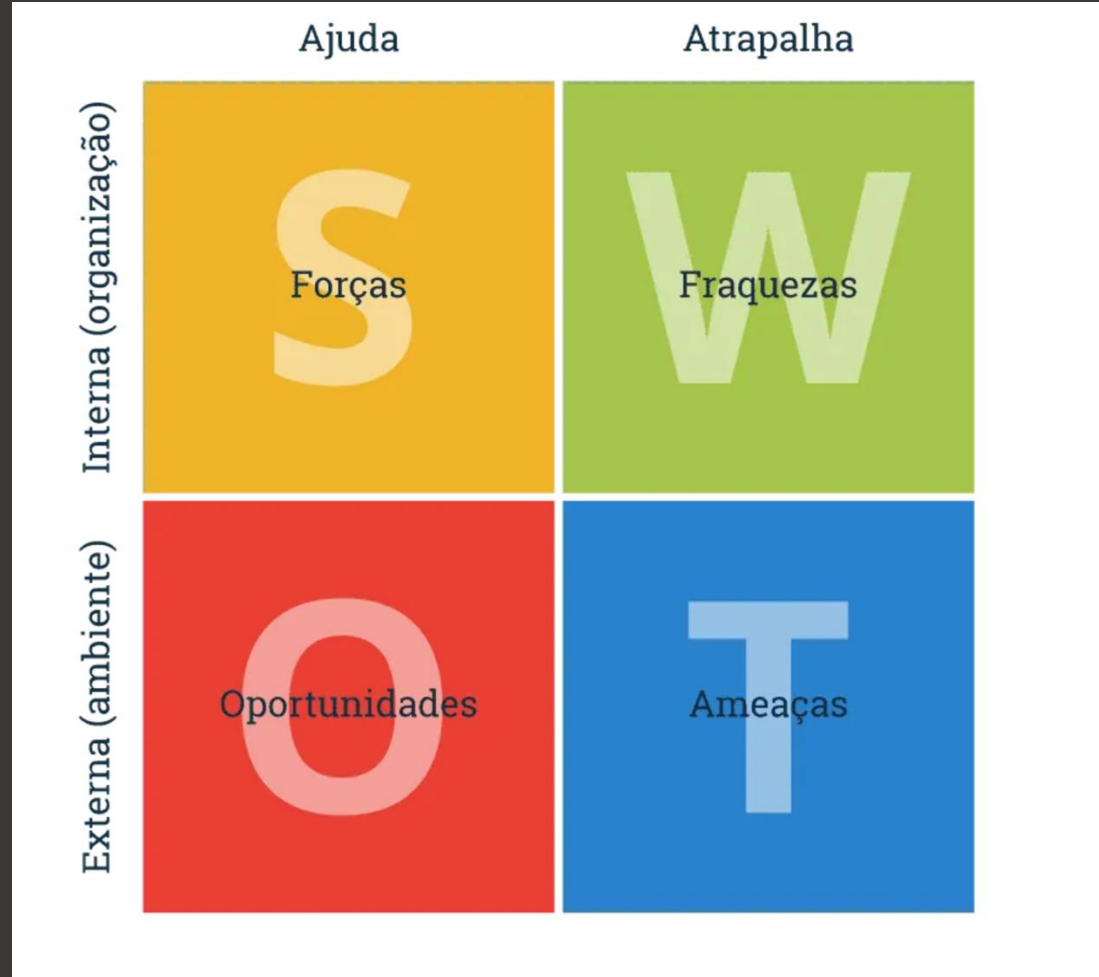 Ajuda
Atrapalha
Interna (organização)
S
Forças
W
Fraquezas
Externa (ambiente)
O
Oportunidades
T
Ameaças